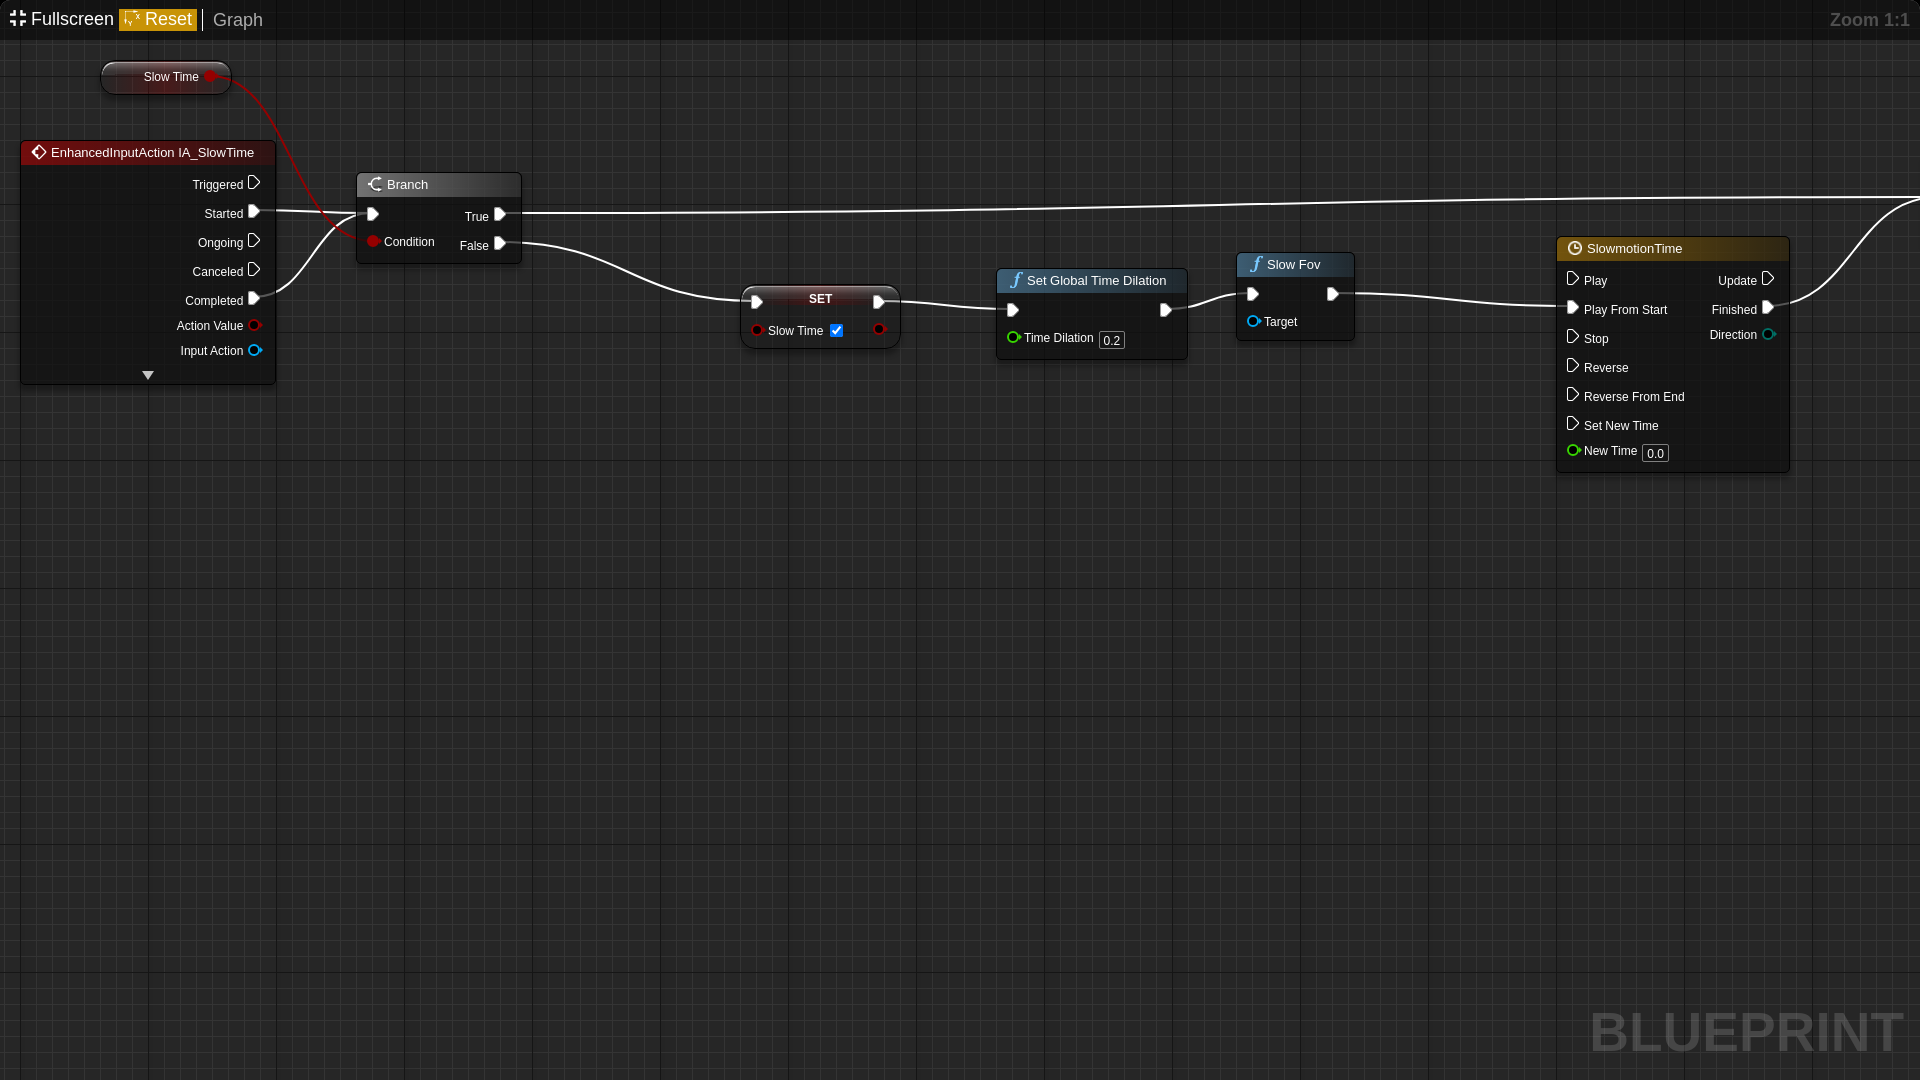 Fullscreen Reset Graph Zoom 1:1
Slow Time
EnhancedInputAction IA_SlowTime
Triggered
Started
Ongoing
Canceled
Completed
Action Value
Input Action
Branch
True
Condition False
SET
Slow Time
Set Global Time Dilation
Time Dilation 0.2
Slow Fov
Target
SlowmotionTime
Play Update
Play From Start Finished
Stop Direction
Reverse
Reverse From End
Set New Time
New Time 0.0
BLUEPRINT